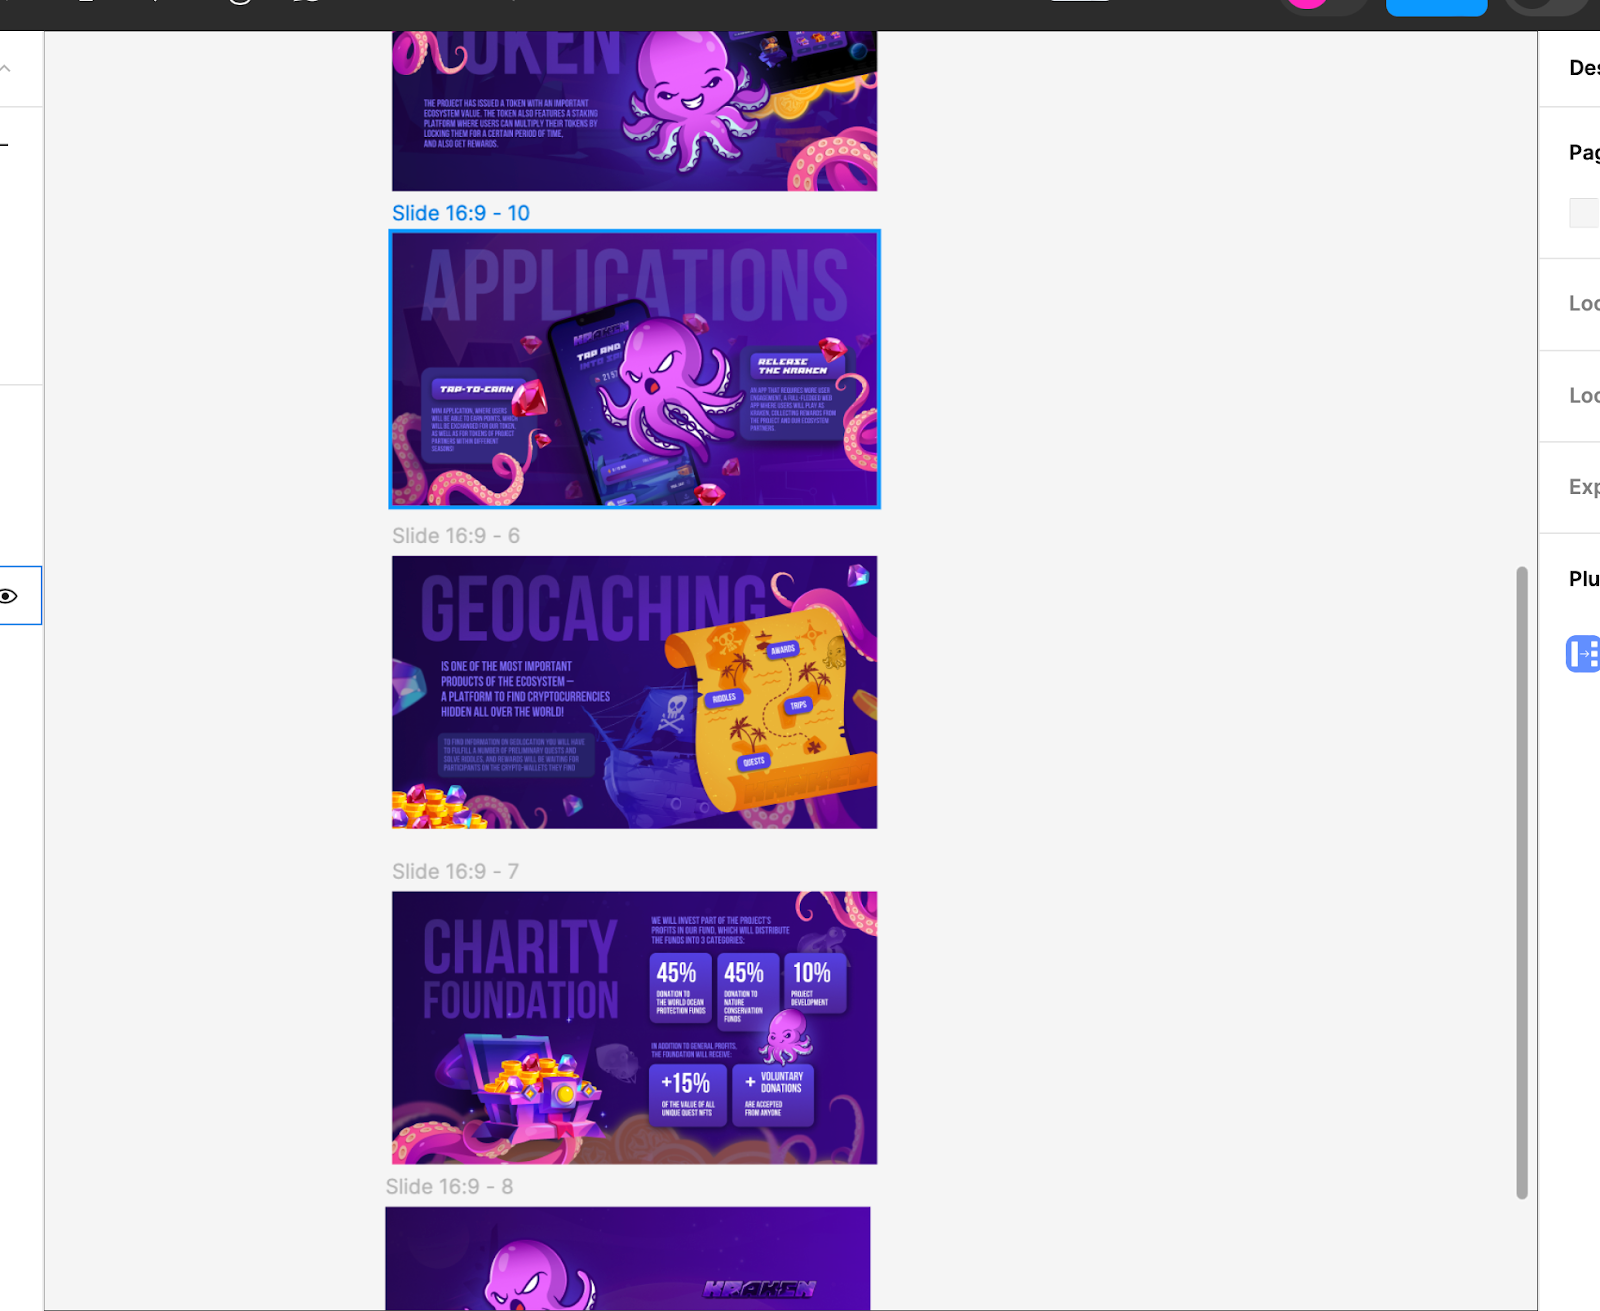 TOKEN
THE PROJECT HAS ISSUED A TOKEN WITH AN IMPORTANT
ECOSYSTEM VALUE. THE TOKEN ALSO FEATURES A STAKING
PLATFORM WHERE USERS CAN MULTIPLY THEIR TOKENS BY
LOCKING THEM FOR A CERTAIN PERIOD OF TIME,
AND ALSO GET REWARDS.
Slide 16:9 - 10
APPLICATIONS
KRAKEN
TAP AND
INTO
21:57
TAP-TO-EARN
MINI APPLICATION, WHERE USERS
WILL BE ABLE TO EARN POINTS, WHICH
WILL BE EXCHANGED FOR OUR TOKEN,
AS WELL AS FOR TOKENS OF PROJECT
PARTNERS WITHIN DIFFERENT
SEASONS!
RELEASE
THE KRAKEN
AN APP THAT REQUIRES MORE USER
ENGAGEMENT, A FULL-FLEDGED WEB
APP WHERE USERS WILL PLAY AS
KRAKEN, COLLECTING REWARDS FROM
THE PROJECT AND OUR ECOSYSTEM
PARTNERS.
Slide 16:9 - 6
GEOCACHING
IS ONE OF THE MOST IMPORTANT
PRODUCTS OF THE ECOSYSTEM –
A PLATFORM TO FIND CRYPTOCURRENCIES
HIDDEN ALL OVER THE WORLD!
TO FIND INFORMATION ON GEOLOCATION YOU WILL HAVE
TO FULFILL A NUMBER OF PRELIMINARY QUESTS AND
SOLVE RIDDLES, AND REWARDS WILL BE WAITING FOR
PARTICIPANTS ON THE CRYPTO-WALLETS THEY FIND
AWARDS
RIDDLES
TRIPS
QUESTS
Slide 16:9 - 7
CHARITY
FOUNDATION
WE WILL INVEST PART OF THE PROJECT'S
PROFITS IN OUR FUND, WHICH WILL DISTRIBUTE
THE FUNDS INTO 3 CATEGORIES:
45%
DONATION TO
THE WORLD OCEAN
PROTECTION FUNDS
45%
DONATION TO
NATURE
CONSERVATION
FUNDS
10%
PROJECT
DEVELOPMENT
IN ADDITION TO GENERAL PROFITS,
THE FOUNDATION WILL RECEIVE:
+15%
OF THE VALUE OF ALL
UNIQUE QUEST NFTS
+ VOLUNTARY
DONATIONS
ARE ACCEPTED
FROM ANYONE
Slide 16:9 - 8
KRAKEN
Des
Pag
Loc
Loc
Exp
Plu